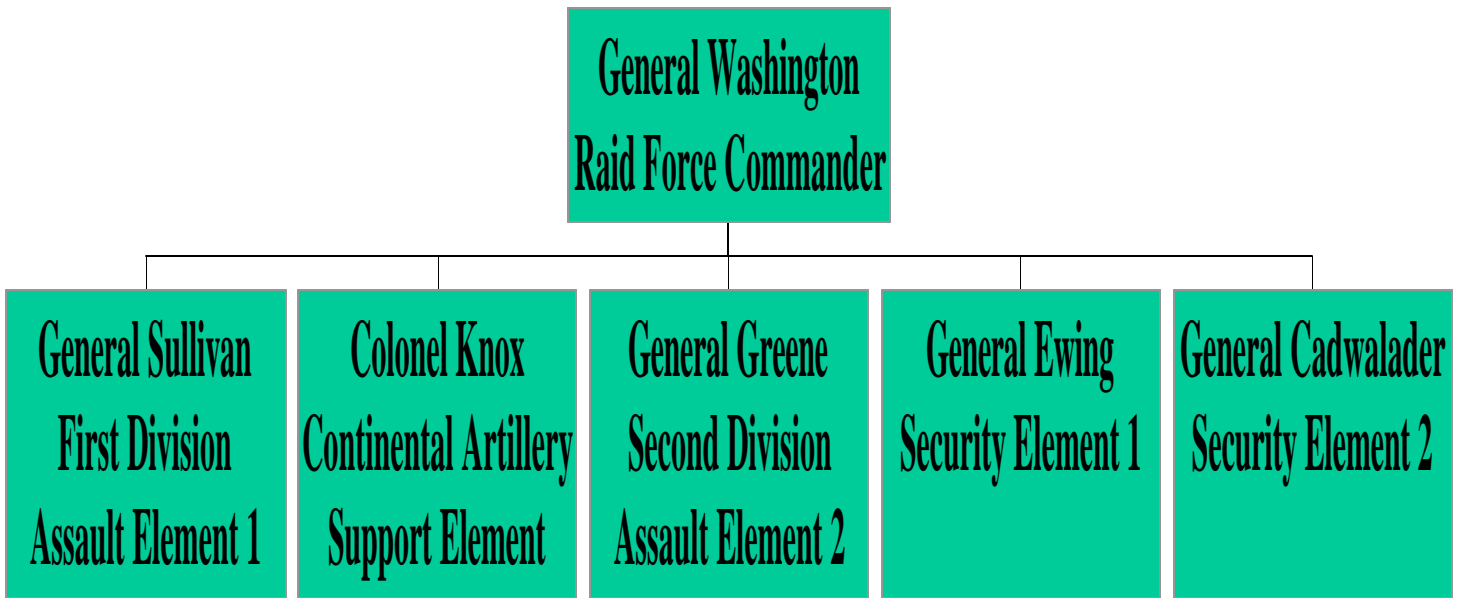 General Washington
Raid Force Commander
General Sullivan
First Division
Assault Element 1
Colonel Knox
Continental Artillery
Support Element
General Greene
Second Division
Assault Element 2
General Ewing
Security Element 1
General Cadwalader
Security Element 2